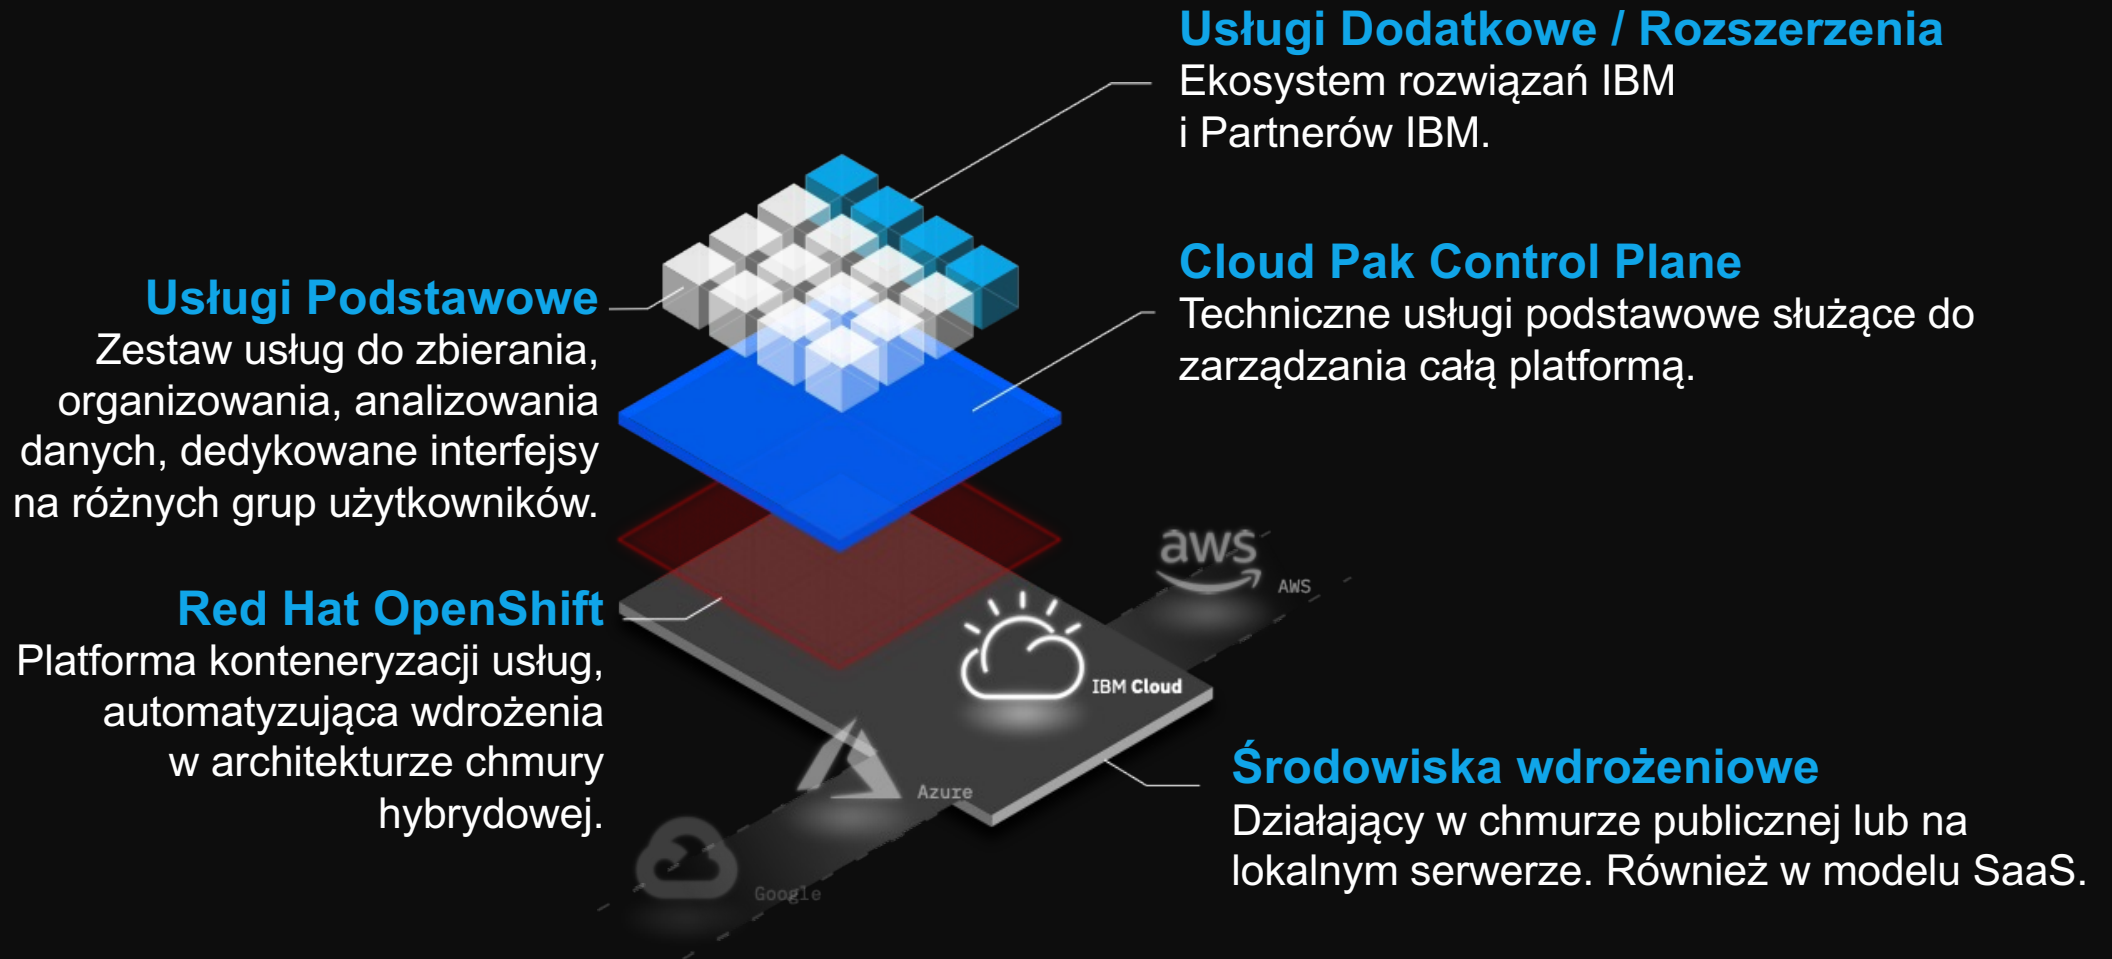 Usługi Dodatkowe / Rozszerzenia
Ekosystem rozwiązań IBM
i Partnerów IBM.
Cloud Pak Control Plane
Techniczne usługi podstawowe służące do
zarządzania całą platformą.
Usługi Podstawowe
Zestaw usług do zbierania,
organizowania, analizowania
danych, dedykowane interfejsy
na różnych grup użytkowników.
Red Hat OpenShift
Platforma konteneryzacji usług,
automatyzująca wdrożenia
w architekturze chmury
hybrydowej.
aws
AWS
IBM Cloud
Azure
Google
Środowiska wdrożeniowe
Działający w chmurze publicznej lub na
lokalnym serwerze. Również w modelu SaaS.